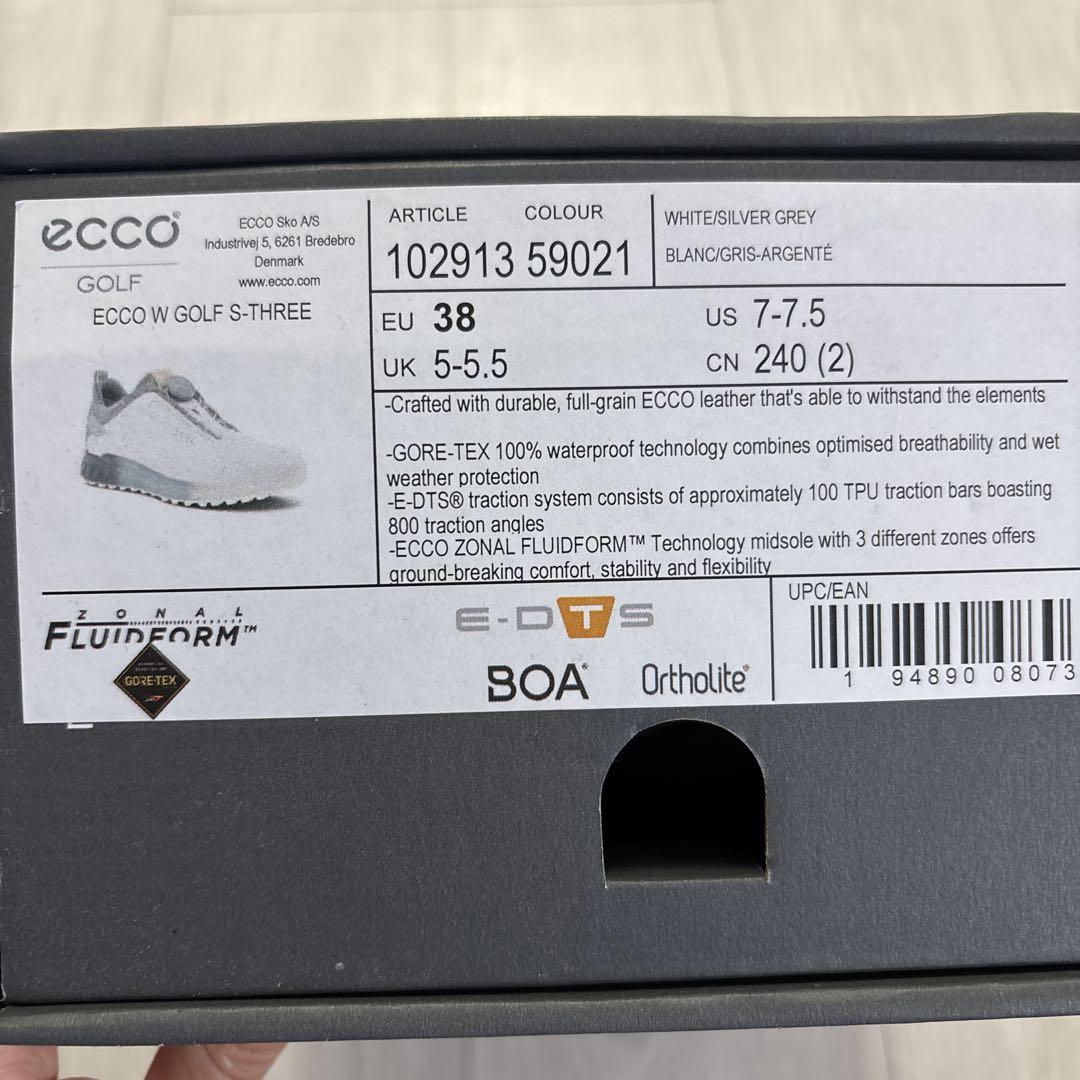 ecco
GOLF
ECCO Sko A/S
Industrivej 5, 6261 Bredebro
Denmark
www.ecco.com
ECCO W GOLF S-THREE
ARTICLE COLOUR
102913 59021
WHITE/SILVER GREY
BLANC/GRIS-ARGENTÉ
EU 38
US 7-7.5
UK 5-5.5
CN 240 (2)
-Crafted with durable, full-grain ECCO leather that's able to withstand the elements
-GORE-TEX 100% waterproof technology combines optimised breathability and wet
weather protection
-E-DTS® traction system consists of approximately 100 TPU traction bars boasting
800 traction angles
-ECCO ZONAL FLUIDFORM™ Technology midsole with 3 different zones offers
ground-breaking comfort, stability and flexibility
ZONAL
FLUIDFORM™
GORE-TEX
E-DTS
BOA®
Ortholite®
UPC/EAN
1 94890 08073